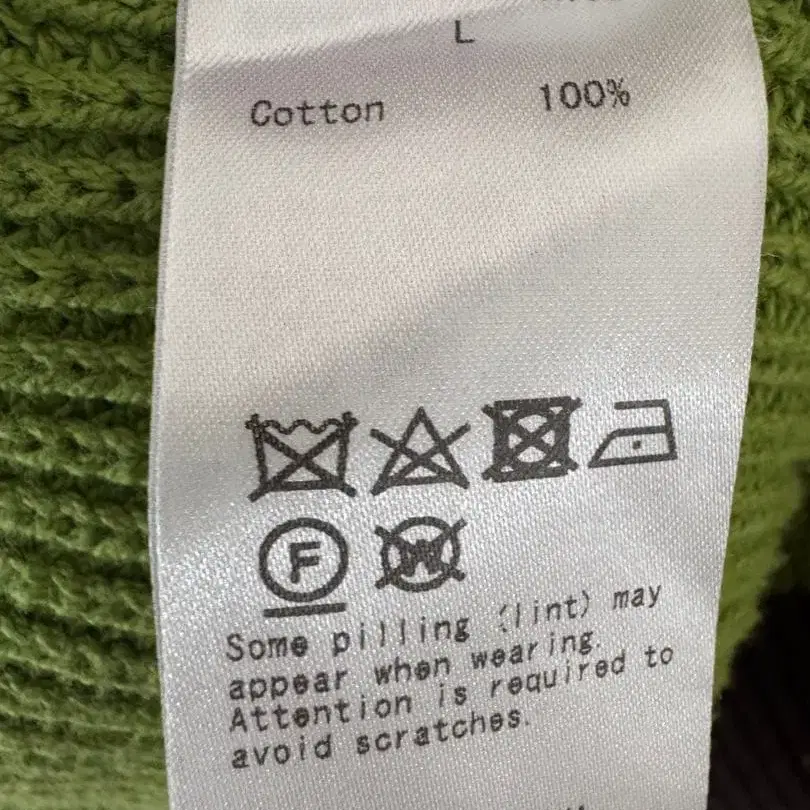 L
Cotton 100%
F
W
Some pilling (lint) may
appear when wearing.
Attention is required to
avoid scratches.